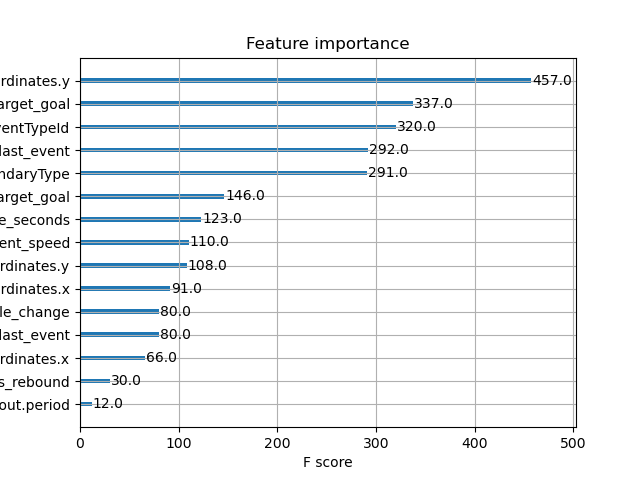 Feature importance
rdinates.y 457.0
arget_goal 337.0
ventTypeId 320.0
last_event 292.0
ndaryType 291.0
arget_goal 146.0
e_seconds 123.0
ent_speed 110.0
rdinates.y 108.0
rdinates.x 91.0
le_change 80.0
last_event 80.0
rdinates.x 66.0
s_rebound 30.0
out.period 12.0
0 100 200 300 400 500
F score